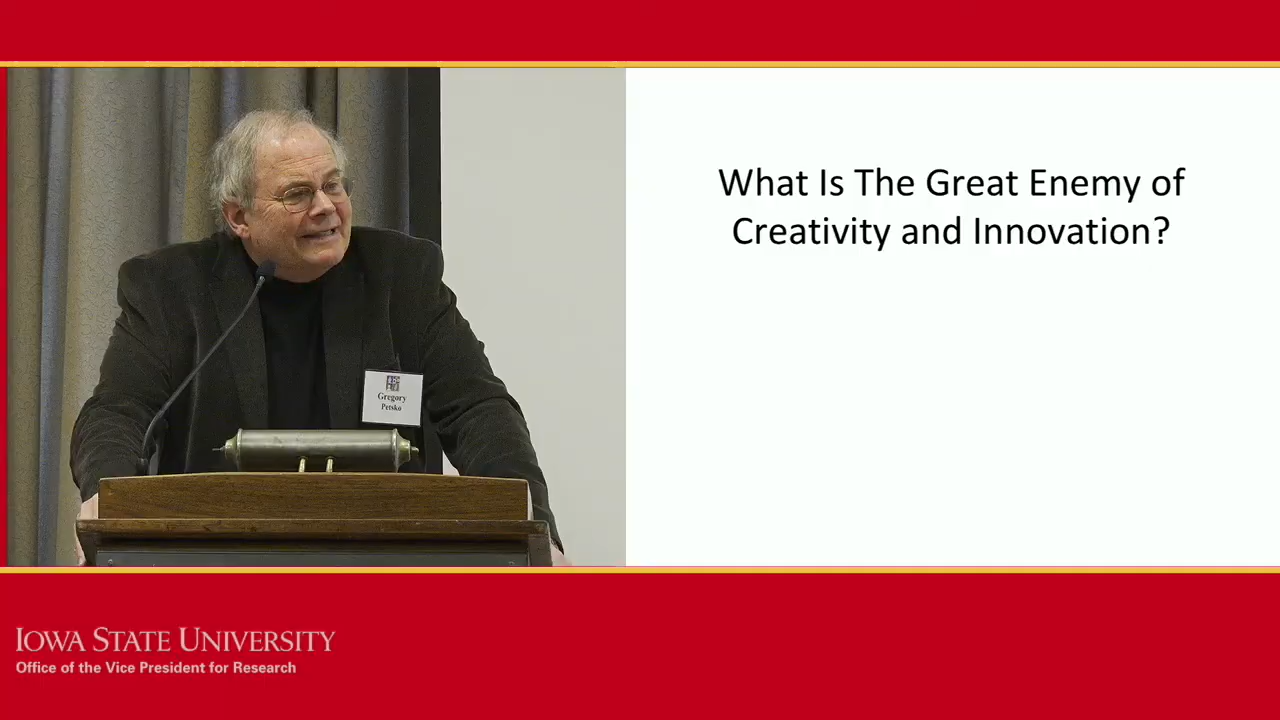 Gregory
Petsko
What Is The Great Enemy of
Creativity and Innovation?
IOWA STATE UNIVERSITY
Office of the Vice President for Research